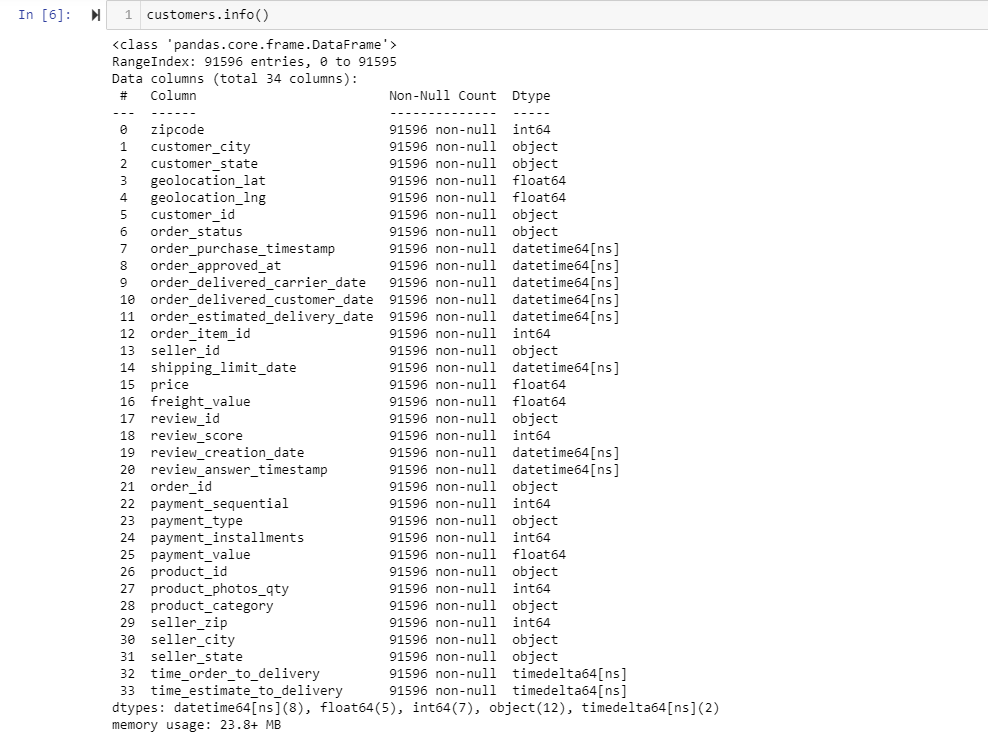 In [6]: 1 customers.info()
<class 'pandas.core.frame.DataFrame'>
RangeIndex: 91596 entries, 0 to 91595
Data columns (total 34 columns):
 #   Column                         Non-Null Count  Dtype
---  ------                         --------------  -----
 0   zipcode                        91596 non-null  int64
 1   customer_city                  91596 non-null  object
 2   customer_state                 91596 non-null  object
 3   geolocation_lat                91596 non-null  float64
 4   geolocation_lng                91596 non-null  float64
 5   customer_id                    91596 non-null  object
 6   order_status                   91596 non-null  object
 7   order_purchase_timestamp       91596 non-null  datetime64[ns]
 8   order_approved_at              91596 non-null  datetime64[ns]
 9   order_delivered_carrier_date   91596 non-null  datetime64[ns]
 10  order_delivered_customer_date  91596 non-null  datetime64[ns]
 11  order_estimated_delivery_date  91596 non-null  datetime64[ns]
 12  order_item_id                  91596 non-null  int64
 13  seller_id                      91596 non-null  object
 14  shipping_limit_date            91596 non-null  datetime64[ns]
 15  price                          91596 non-null  float64
 16  freight_value                  91596 non-null  float64
 17  review_id                      91596 non-null  object
 18  review_score                   91596 non-null  int64
 19  review_creation_date           91596 non-null  datetime64[ns]
 20  review_answer_timestamp        91596 non-null  datetime64[ns]
 21  order_id                       91596 non-null  object
 22  payment_sequential             91596 non-null  int64
 23  payment_type                   91596 non-null  object
 24  payment_installments           91596 non-null  int64
 25  payment_value                  91596 non-null  float64
 26  product_id                     91596 non-null  object
 27  product_photos_qty             91596 non-null  int64
 28  product_category               91596 non-null  object
 29  seller_zip                     91596 non-null  int64
 30  seller_city                    91596 non-null  object
 31  seller_state                   91596 non-null  object
 32  time_order_to_delivery         91596 non-null  timedelta64[ns]
 33  time_estimate_to_delivery      91596 non-null  timedelta64[ns]
dtypes: datetime64[ns](8), float64(5), int64(7), object(12), timedelta64[ns](2)
memory usage: 23.8+ MB